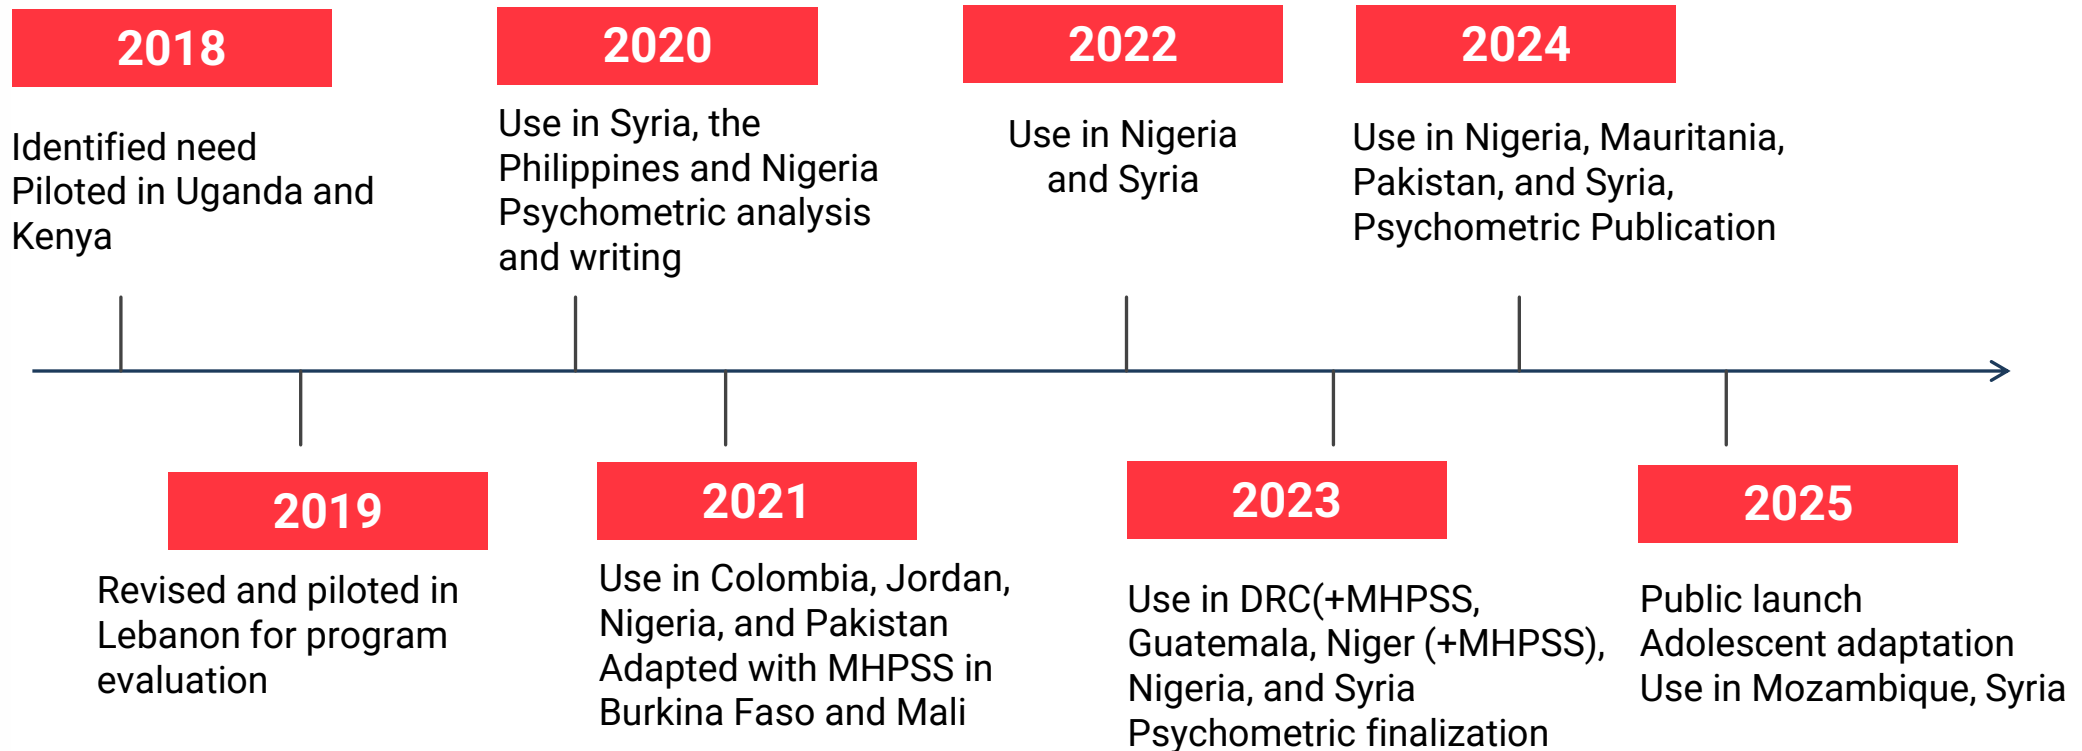 2018
Identified need
Piloted in Uganda and
Kenya
2019
Revised and piloted in
Lebanon for program
evaluation
2020
Use in Syria, the
Philippines and Nigeria
Psychometric analysis
and writing
2021
Use in Colombia, Jordan,
Nigeria, and Pakistan
Adapted with MHPSS in
Burkina Faso and Mali
2022
Use in Nigeria
and Syria
2023
Use in DRC(+MHPSS,
Guatemala, Niger (+MHPSS),
Nigeria, and Syria
Psychometric finalization
2024
Use in Nigeria, Mauritania,
Pakistan, and Syria,
Psychometric Publication
2025
Public launch
Adolescent adaptation
Use in Mozambique, Syria